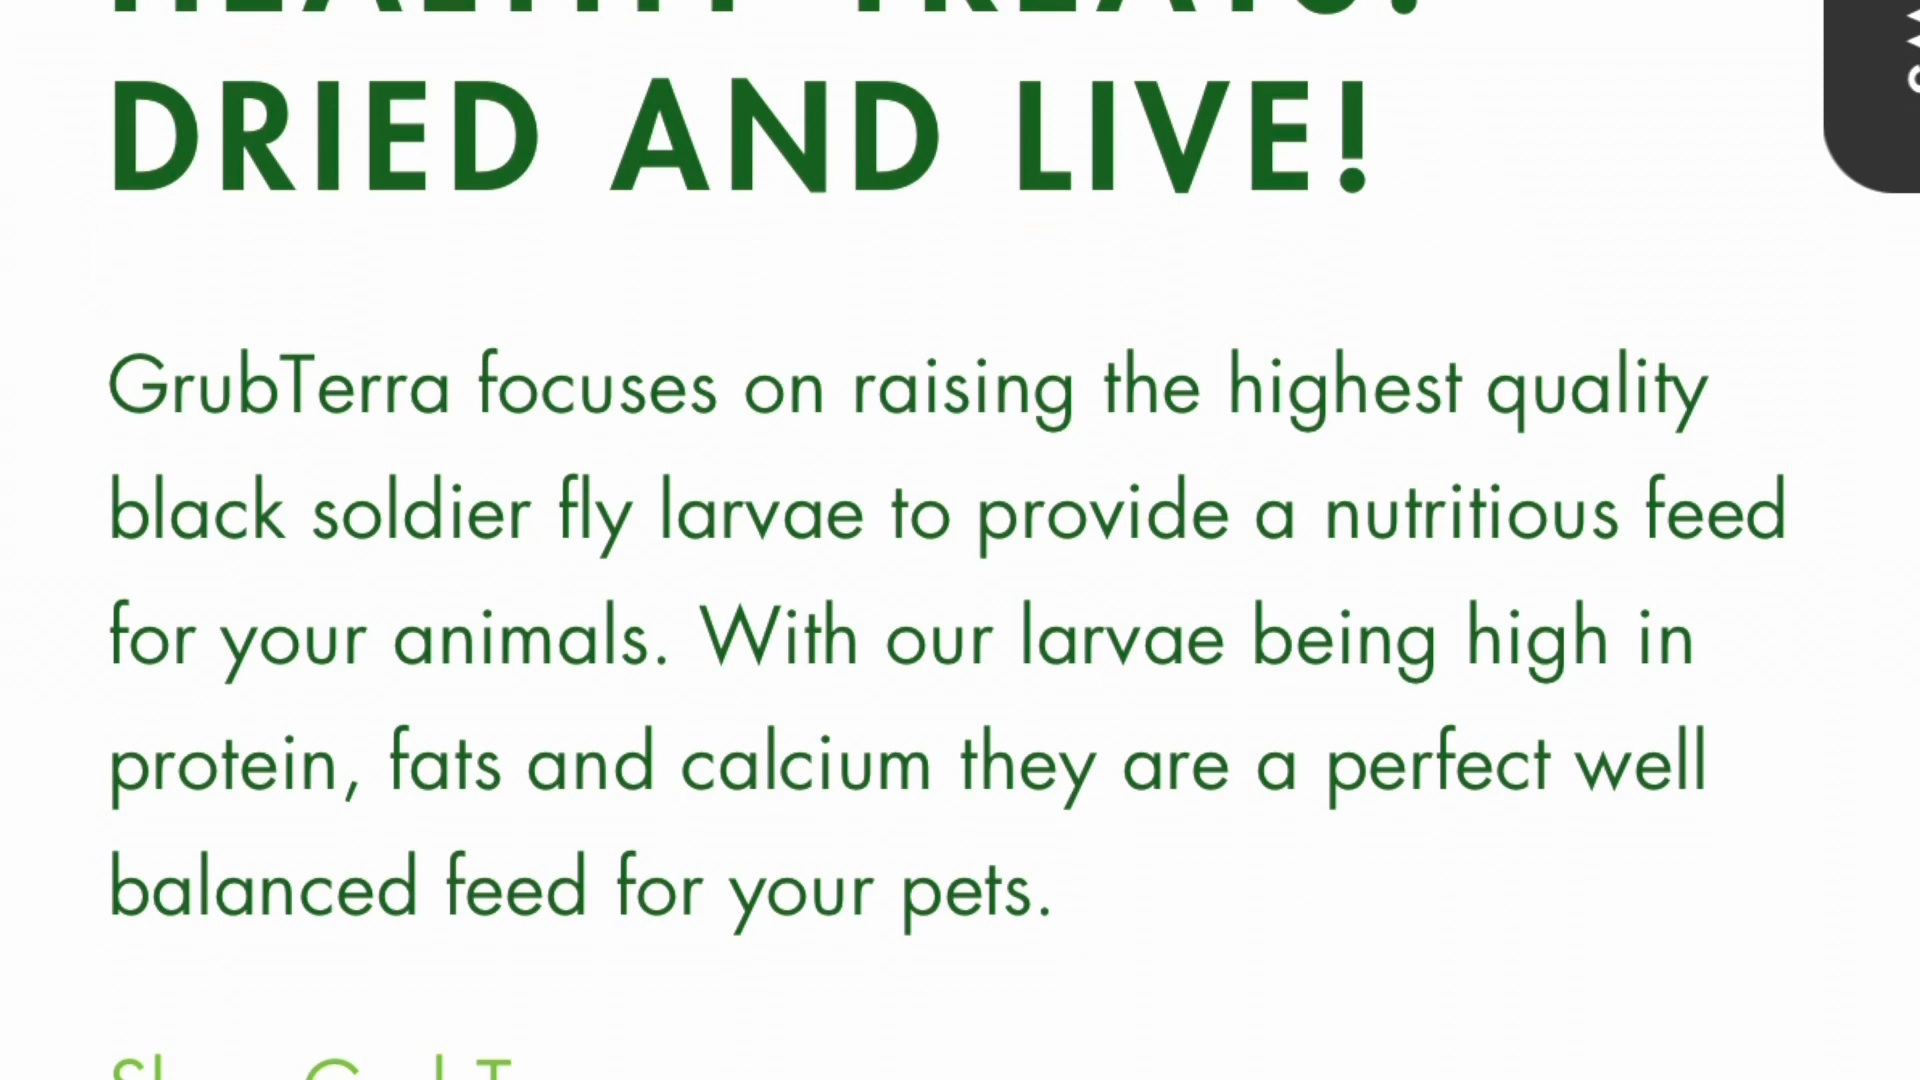 HEALTHY TREATS!
DRIED AND LIVE!
GrubTerra focuses on raising the highest quality
black soldier fly larvae to provide a nutritious feed
for your animals. With our larvae being high in
protein, fats and calcium they are a perfect well
balanced feed for your pets.